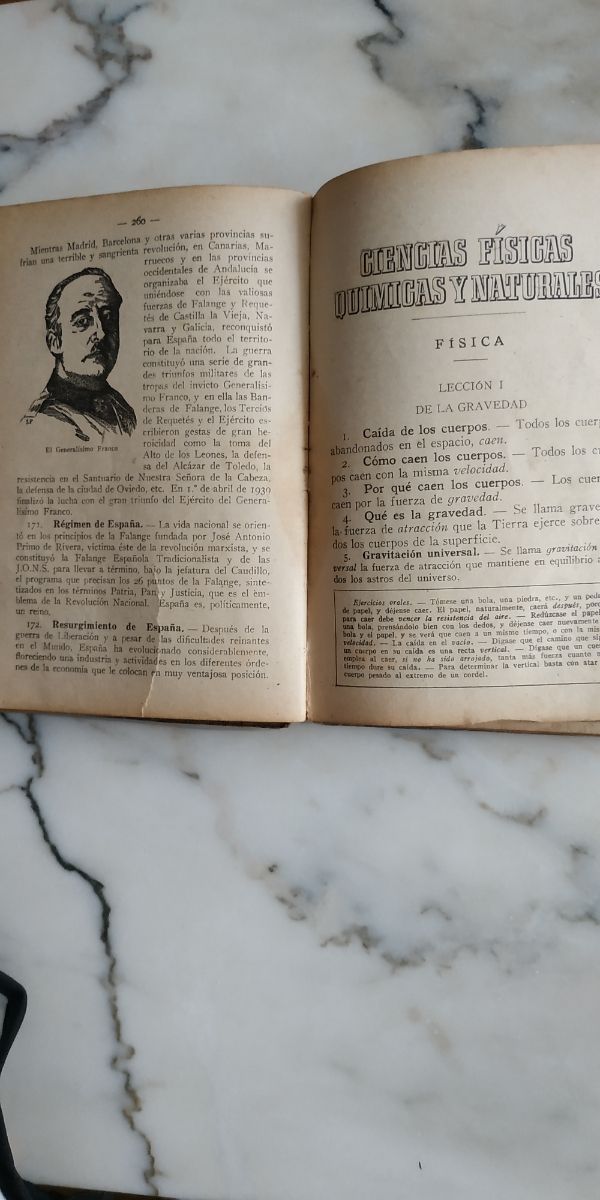 — 260 —
Mientras Madrid, Barcelona y otras varias provincias su-
frían una terrible y sangrienta revolución, en Canarias, Ma-
rruecos y en las provincias
occidentales de Andalucía se
organizaba el Ejército que
uniéndose con las valiosas
fuerzas de Falange y Reque-
tés de Castilla la Vieja, Na-
varra y Galicia, reconquistó
para España todo el territo-
rio de la nación. La guerra
constituyó una serie de gran-
des triunfos militares de las
tropas del invicto Generalísi-
mo Franco, y en ella las Ban-
deras de Falange, los Tercios
de Requetés y el Ejército es-
cribieron gestas de gran he-
roicidad como la toma del
Alto de los Leones, la defen-
sa del Alcázar de Toledo, la
El Generalísimo Franco
resistencia en el Santuario de Nuestra Señora de la Cabeza,
la defensa de la ciudad de Oviedo, etc. En 1.º de abril de 1939
finalizó la lucha con el gran triunfo del Ejército del Genera-
lísimo Franco.
171. Régimen de España. — La vida nacional se orien-
tó en los principios de la Falange fundada por José Antonio
Primo de Rivera, víctima éste de la revolución marxista, y se
constituyó la Falange Española Tradicionalista y de las
J.O.N.S. para llevar a término, bajo la jefatura del Caudillo,
el programa que precisan los 26 puntos de la Falange, sinte-
tizados en los términos Patria, Pan y Justicia, que es el em-
blema de la Revolución Nacional. España es, políticamente,
un reino.
172. Resurgimiento de España. — Después de la
guerra de Liberación y a pesar de las dificultades reinantes
en el Mundo, España ha evolucionado considerablemente,
floreciendo una industria y actividades en los diferentes órde-
nes de la economía que le colocan en muy ventajosa posición.
CIENCIAS FÍSICAS
QUIMICAS Y NATURALES
FÍSICA
LECCIÓN I
DE LA GRAVEDAD
1. Caída de los cuerpos. — Todos los cuerp
abandonados en el espacio, caen.
2. Cómo caen los cuerpos. — Todos los cu
pos caen con la misma velocidad.
3. Por qué caen los cuerpos. — Los cuer
caen por la fuerza de gravedad.
4. Qué es la gravedad. — Se llama grave
la fuerza de atracción que la Tierra ejerce sobre
dos los cuerpos de la superficie.
5. Gravitación universal. — Se llama gravitación
versal la fuerza de atracción que mantiene en equilibrio a
dos los astros del universo.
Ejercicios orales. — Tómese una bola, una piedra, etc., y un peda
de papel, y déjense caer. El papel, naturalmente, caerá después, porq
para caer debe vencer la resistencia del aire. — Redúzcase el papel
una bola, prensándolo bien con los dedos, y déjense caer nuevamente
bola y el papel, y se verá que caen a un mismo tiempo, o con la mis
velocidad. — La caída en el vacío. — Dígase que el camino que sig
un cuerpo en su caída es una recta vertical. — Dígase que un cuer
emplea al caer, si no ha sido arrojado, tanta más fuerza cuanto m
tiempo dure su caída. — Para determinar la vertical basta con atar
cuerpo pesado al extremo de un cordel.